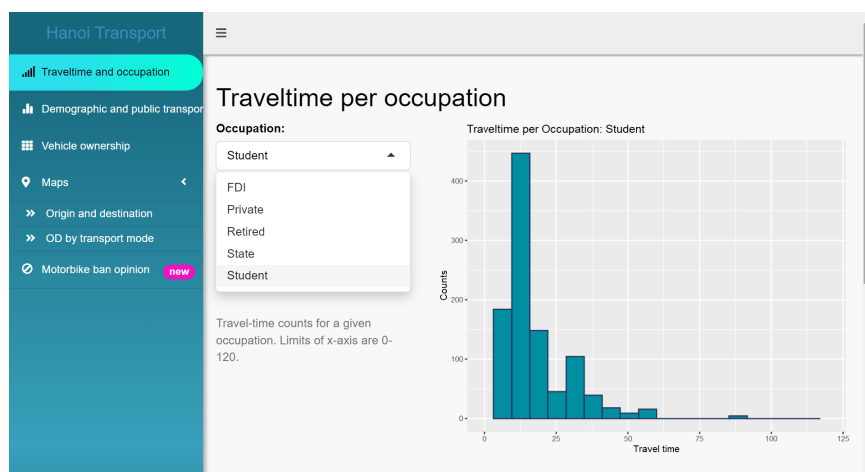 Hanoi Transport
Traveltime and occupation
Demographic and public transpor
Vehicle ownership
Maps
Origin and destination
OD by transport mode
Motorbike ban opinion new
Traveltime per occupation
Occupation:
Student
FDI
Private
Retired
State
Student
Travel-time counts for a given
occupation. Limits of x-axis are 0-
120.
Traveltime per Occupation: Student
Counts
400
300
200
100
0
0 25 50 75 100 125
Travel time